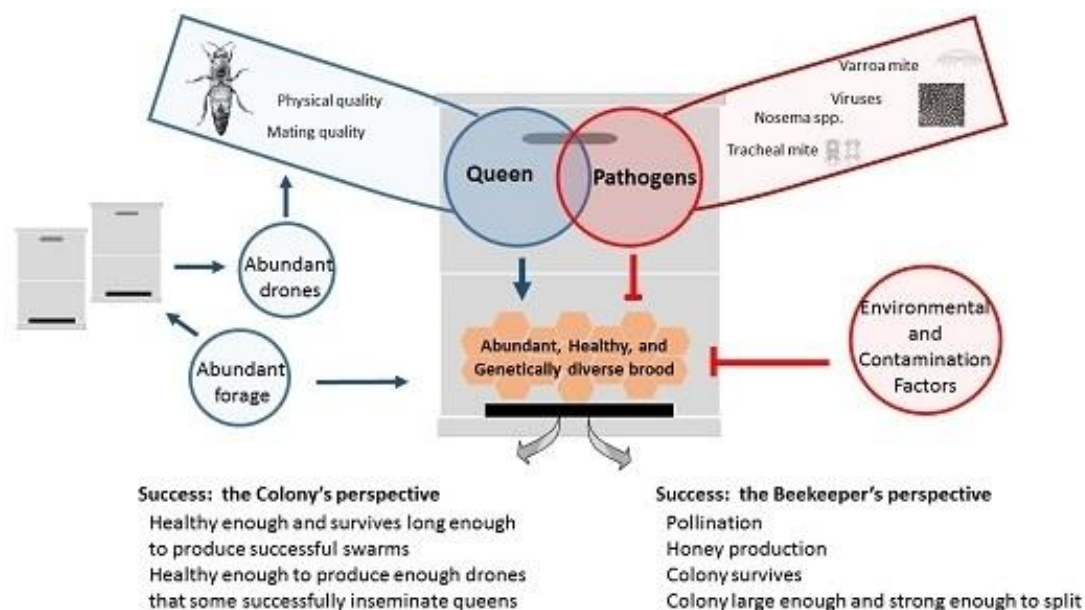 Physical quality
Mating quality
Varroa mite
Viruses
Nosema spp.
Tracheal mite
Queen
Pathogens
Abundant
drones
Abundant
forage
Environmental
and
Contamination
Factors
Abundant, Healthy, and
Genetically diverse brood
Success: the Colony's perspective
Healthy enough and survives long enough
to produce successful swarms
Healthy enough to produce enough drones
that some successfully inseminate queens
Success: the Beekeeper's perspective
Pollination
Honey production
Colony survives
Colony large enough and strong enough to split